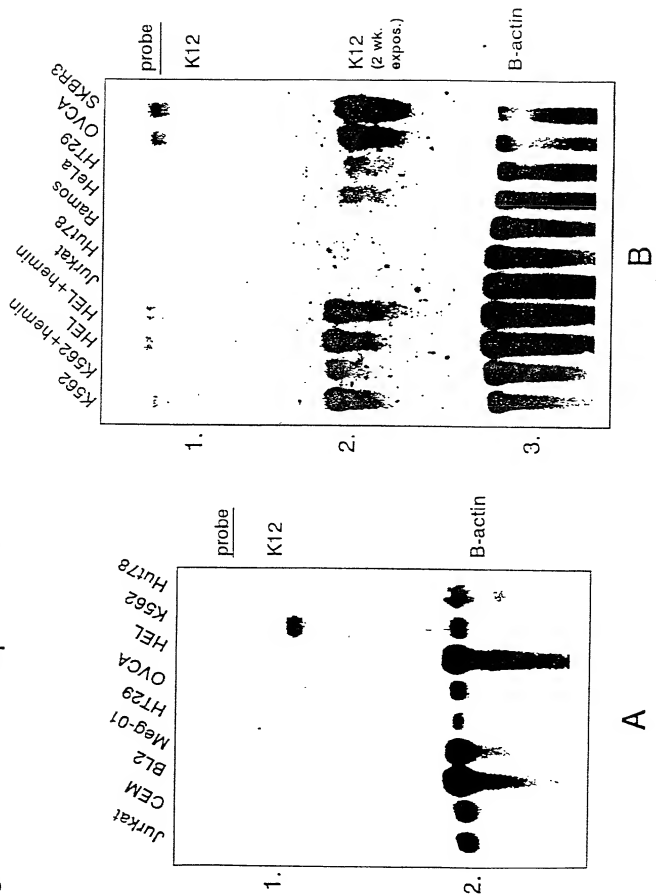 Jurkat
CEM
BL2
Meg-01
HT29
OVCA
HEL
K562
Hut78
probe
1.
K12
2.
B-actin
A
K562
K562+hemin
HEL
HEL+hemin
Jurkat
Hut78
Ramos
HeLa
HT29
OVCA
SKBR3
probe
1.
K12
2.
K12
(2 wk.
expos.)
3.
B-actin
B